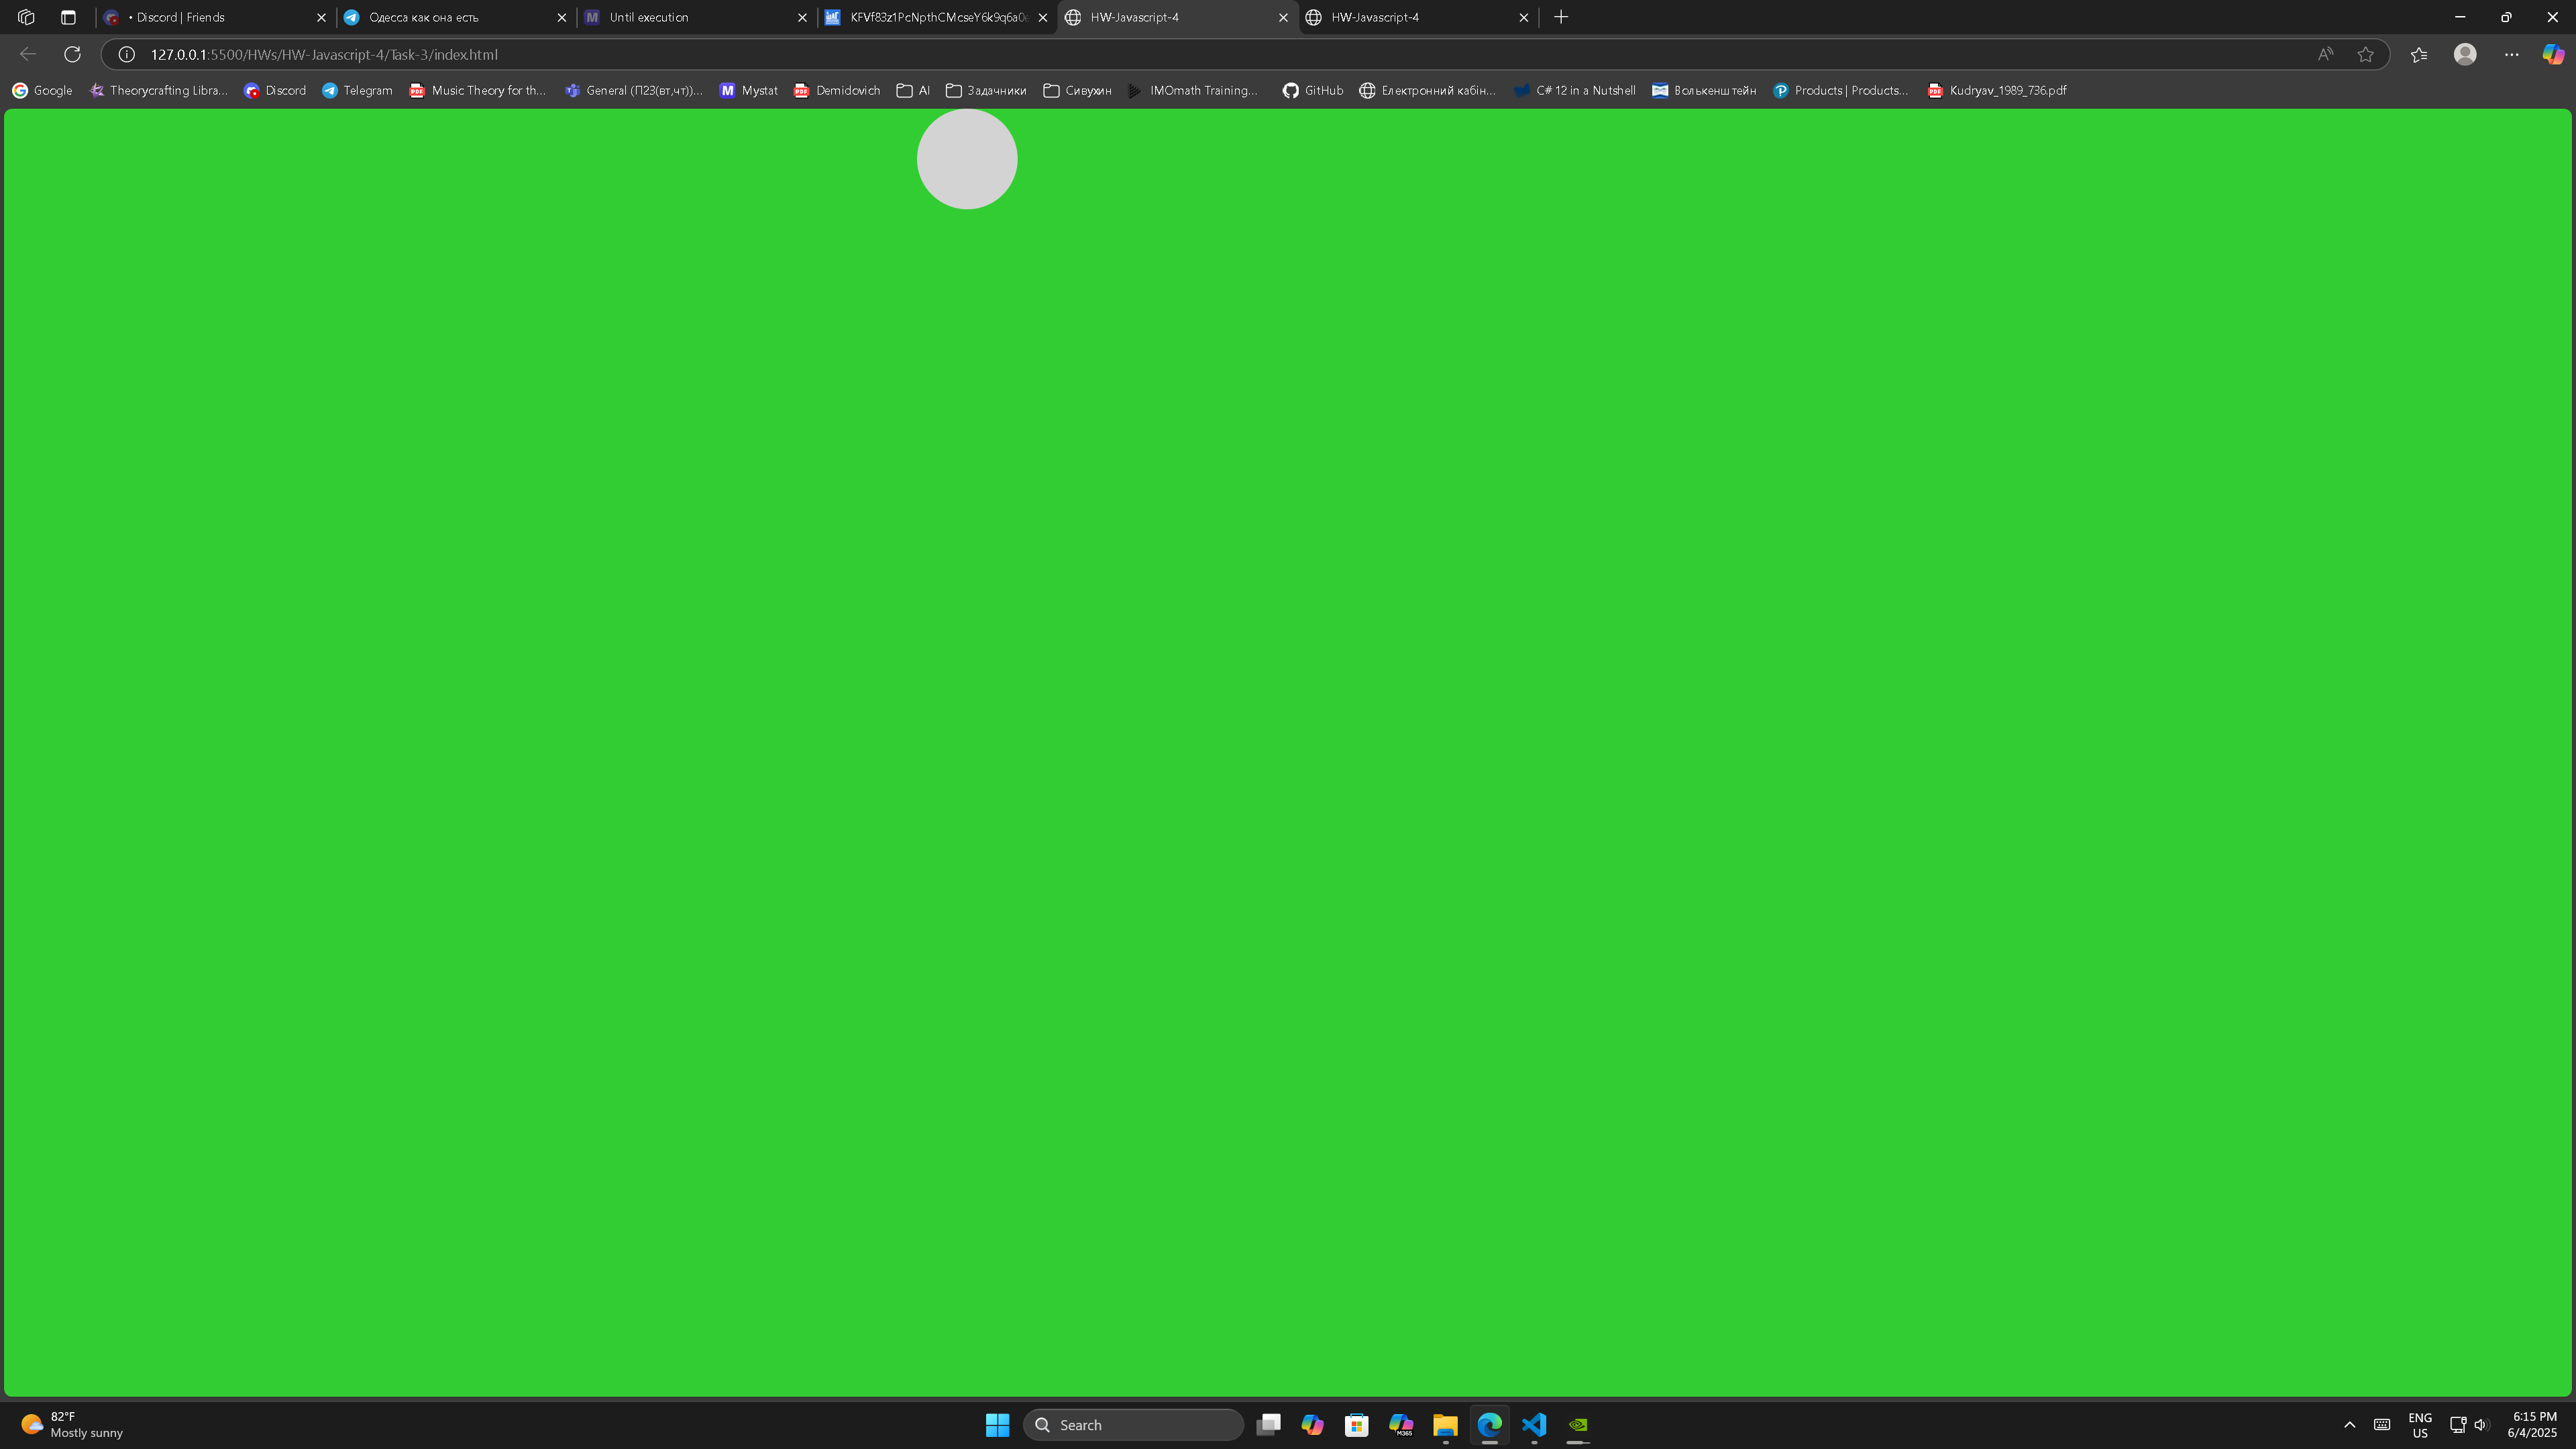 • Discord | Friends
Одесса как она есть
Until execution
KFVf83z1PcNpthCMcseY6k9q6a0e
HW-Javascript-4
HW-Javascript-4
127.0.0.1:5500/HWs/HW-Javascript-4/Task-3/index.html
Google
Theorycrafting Libra...
Discord
Telegram
Music Theory for th...
General (П23(вт,чт))...
Mystat
Demidovich
AI
Задачники
Сивухин
IMOmath Training...
GitHub
Електронний кабін...
C# 12 in a Nutshell
Волькенштейн
Products | Products...
Kudryav_1989_736.pdf
82°F
Mostly sunny
Search
M365
ENG
US
6:15 PM
6/4/2025